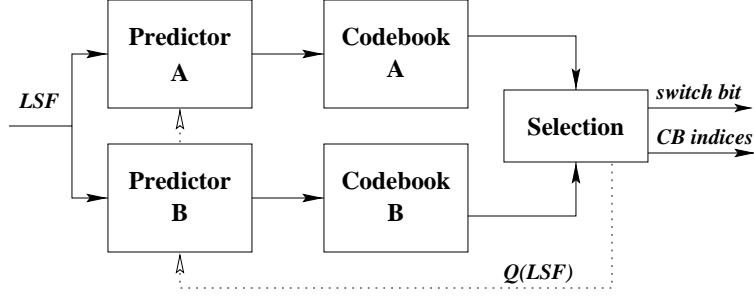 Predictor
A
Codebook
A
LSF
switch bit
Selection
CB indices
Predictor
B
Codebook
B
Q(LSF)